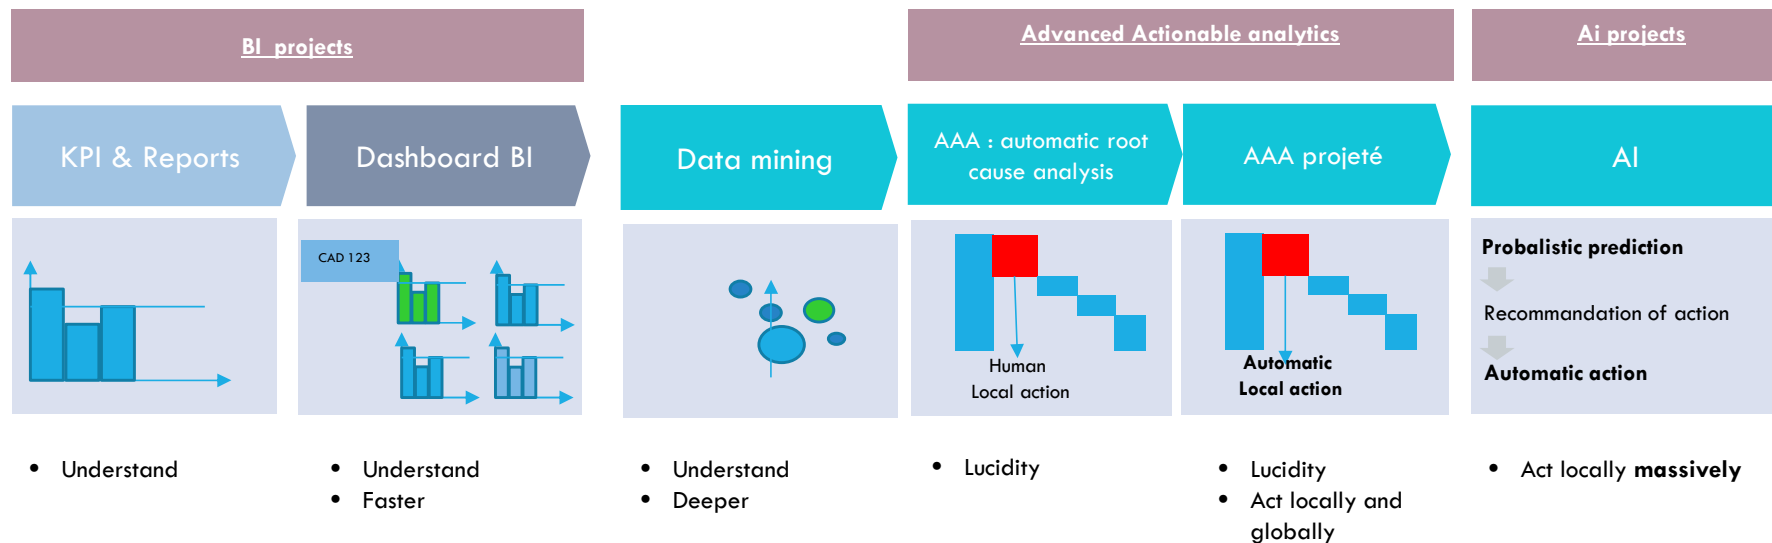 BI  projects
Advanced Actionable analytics
Ai projects
KPI & Reports
Dashboard BI
Data mining
AAA : automatic root
cause analysis
AAA projeté
AI
CAD 123
Human
Local action
Automatic
Local action
Probalistic prediction
Recommandation of action
Automatic action
• Understand
• Understand
• Faster
• Understand
• Deeper
• Lucidity
• Lucidity
• Act locally and
globally
• Act locally massively